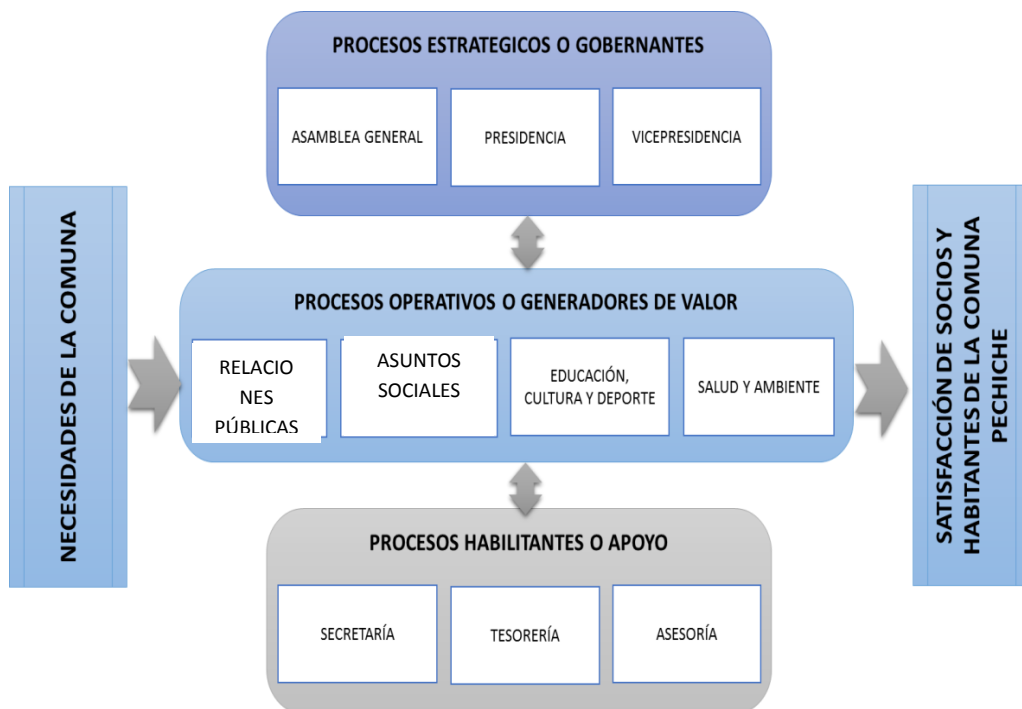 PROCESOS ESTRATEGICOS O GOBERNANTES
ASAMBLEA GENERAL
PRESIDENCIA
VICEPRESIDENCIA
NECESIDADES DE LA COMUNA
PROCESOS OPERATIVOS O GENERADORES DE VALOR
RELACIO
NES
PÚBLICAS
ASUNTOS
SOCIALES
EDUCACIÓN,
CULTURA Y DEPORTE
SALUD Y AMBIENTE
SATISFACCIÓN DE SOCIOS Y
HABITANTES DE LA COMUNA
PECHICHE
PROCESOS HABILITANTES O APOYO
SECRETARÍA
TESORERÍA
ASESORÍA